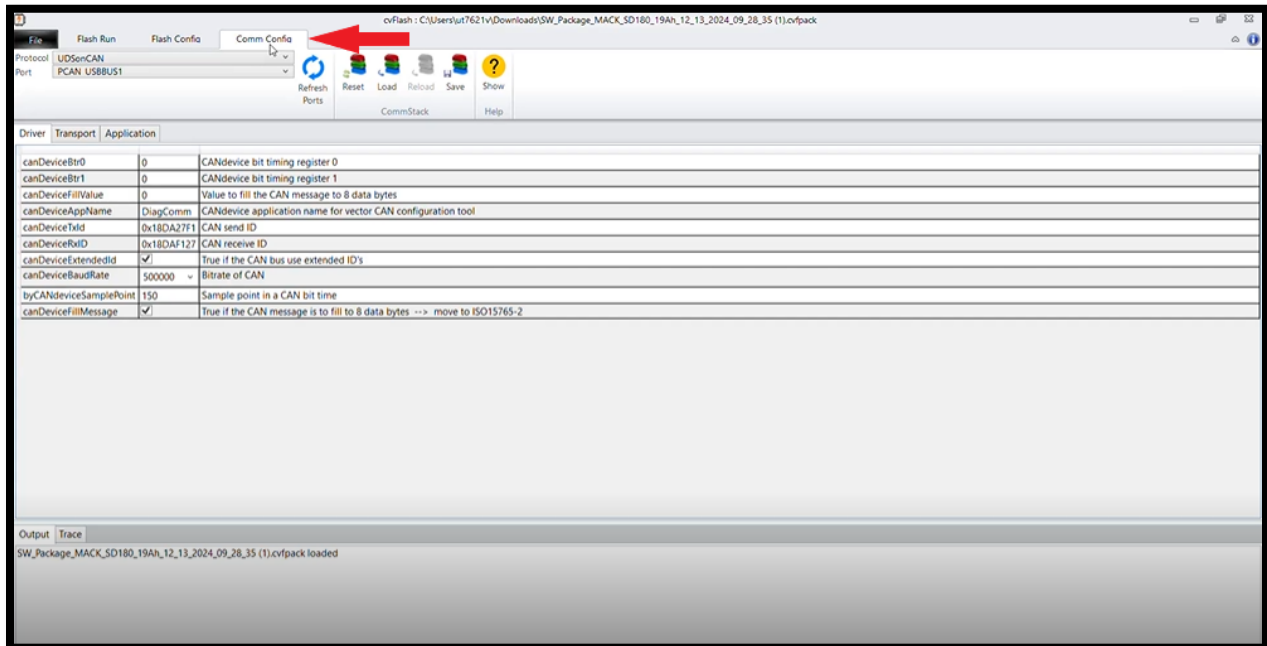 cvFlash : C:\Users\ut7621v\Downloads\SW_Package_MACK_SD180_19Ah_12_13_2024_09_28_35 (1).cvfpack
File Flash Run Flash Config Comm Config
Protocol UDSonCAN
Port PCAN_USBBUS1
Refresh Ports
Reset Load Reload Save Show
CommStack Help
Driver Transport Application
canDeviceBtr0 0 CANdevice bit timing register 0
canDeviceBtr1 0 CANdevice bit timing register 1
canDeviceFillValue 0 Value to fill the CAN message to 8 data bytes
canDeviceAppName DiagComm CANdevice application name for vector CAN configuration tool
canDeviceTxId 0x18DA27F1 CAN send ID
canDeviceRxID 0x18DAF127 CAN receive ID
canDeviceExtendedId True if the CAN bus use extended ID's
canDeviceBaudRate 500000 Bitrate of CAN
byCANdeviceSamplePoint 150 Sample point in a CAN bit time
canDeviceFillMessage True if the CAN message is to fill to 8 data bytes --> move to ISO15765-2
Output Trace
SW_Package_MACK_SD180_19Ah_12_13_2024_09_28_35 (1).cvfpack loaded